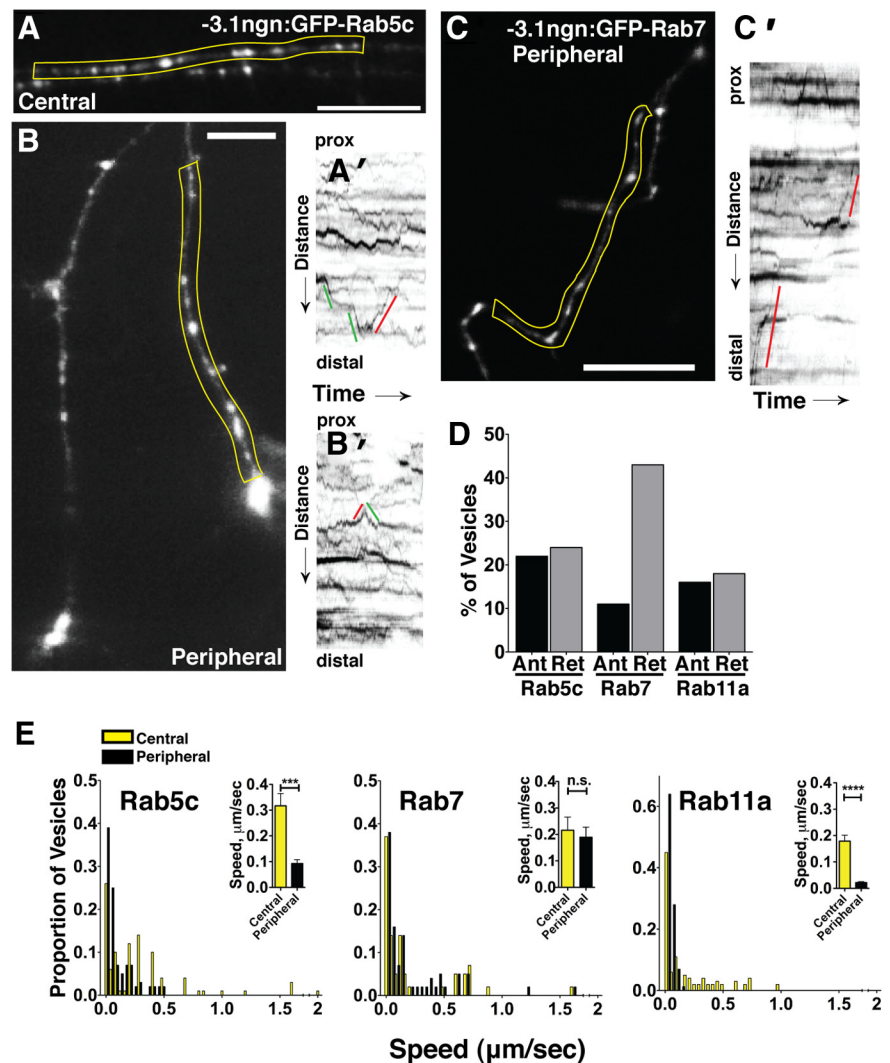 A
-3.1ngn:GFP-Rab5c
Central
B
Peripheral
A′
prox
Distance
distal
Time
B′
prox
Distance
distal
C
-3.1ngn:GFP-Rab7
Peripheral
C′
prox
Distance
distal
Time
D
% of Vesicles
50
40
30
20
10
0
Ant Ret Ant Ret Ant Ret
Rab5c Rab7 Rab11a
E
Central
Peripheral
Proportion of Vesicles
Rab5c
0.5
0.4
0.3
0.2
0.1
0.0
0.0 0.5 1.0 1.5 2
Speed, µm/sec
0.5
0.4
0.3
0.2
0.1
0.0
***
Central
Peripheral
Rab7
0.5
0.4
0.3
0.2
0.1
0.0
0.0 0.5 1.0 1.5 2
Speed, µm/sec
0.5
0.4
0.3
0.2
0.1
0.0
n.s.
Central
Peripheral
Rab11a
0.6
0.4
0.2
0.0
0.0 0.5 1.0 1.5 2
Speed, µm/sec
0.5
0.4
0.3
0.2
0.1
0.0
****
Central
Peripheral
Speed (µm/sec)